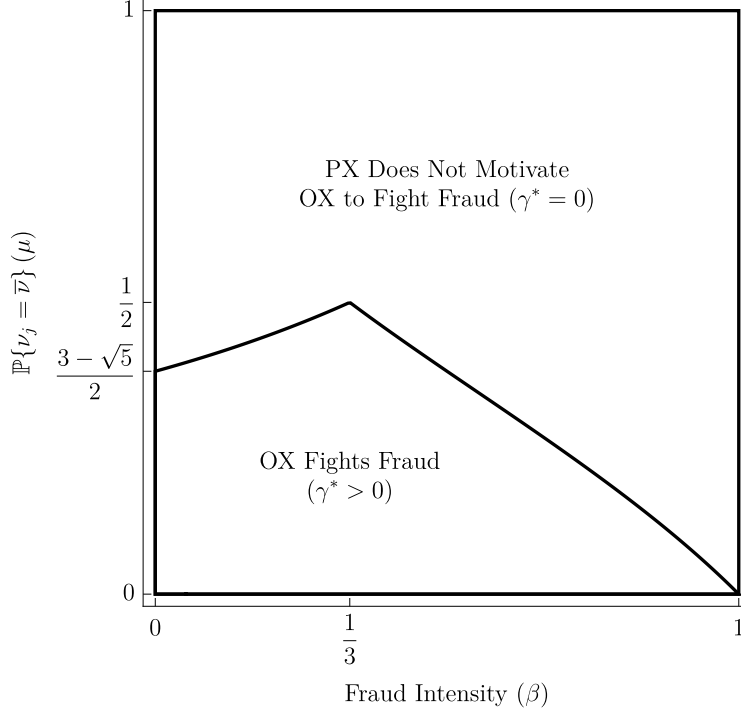 1
PX Does Not Motivate
OX to Fight Fraud (γ* = 0)
ℙ{ν_j = ν̅} (μ)
1/2
(3 − √5)/2
OX Fights Fraud
(γ* > 0)
0
0
1/3
1
Fraud Intensity (β)